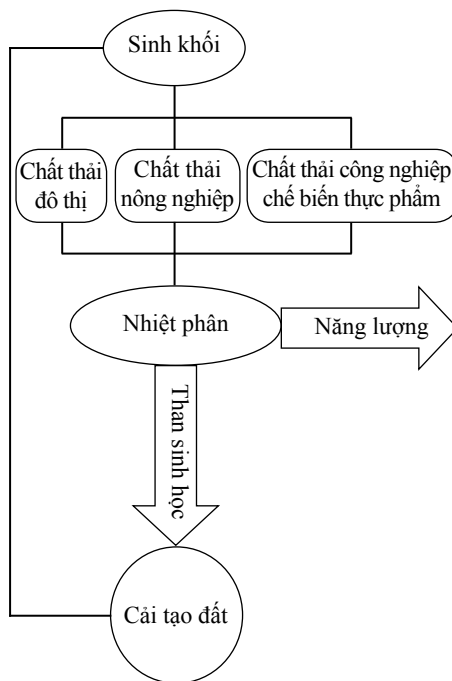 Sinh khối
Chất thải
đô thị
Chất thải
nông nghiệp
Chất thải công nghiệp
chế biến thực phẩm
Nhiệt phân
Năng lượng
Than sinh học
Cải tạo đất